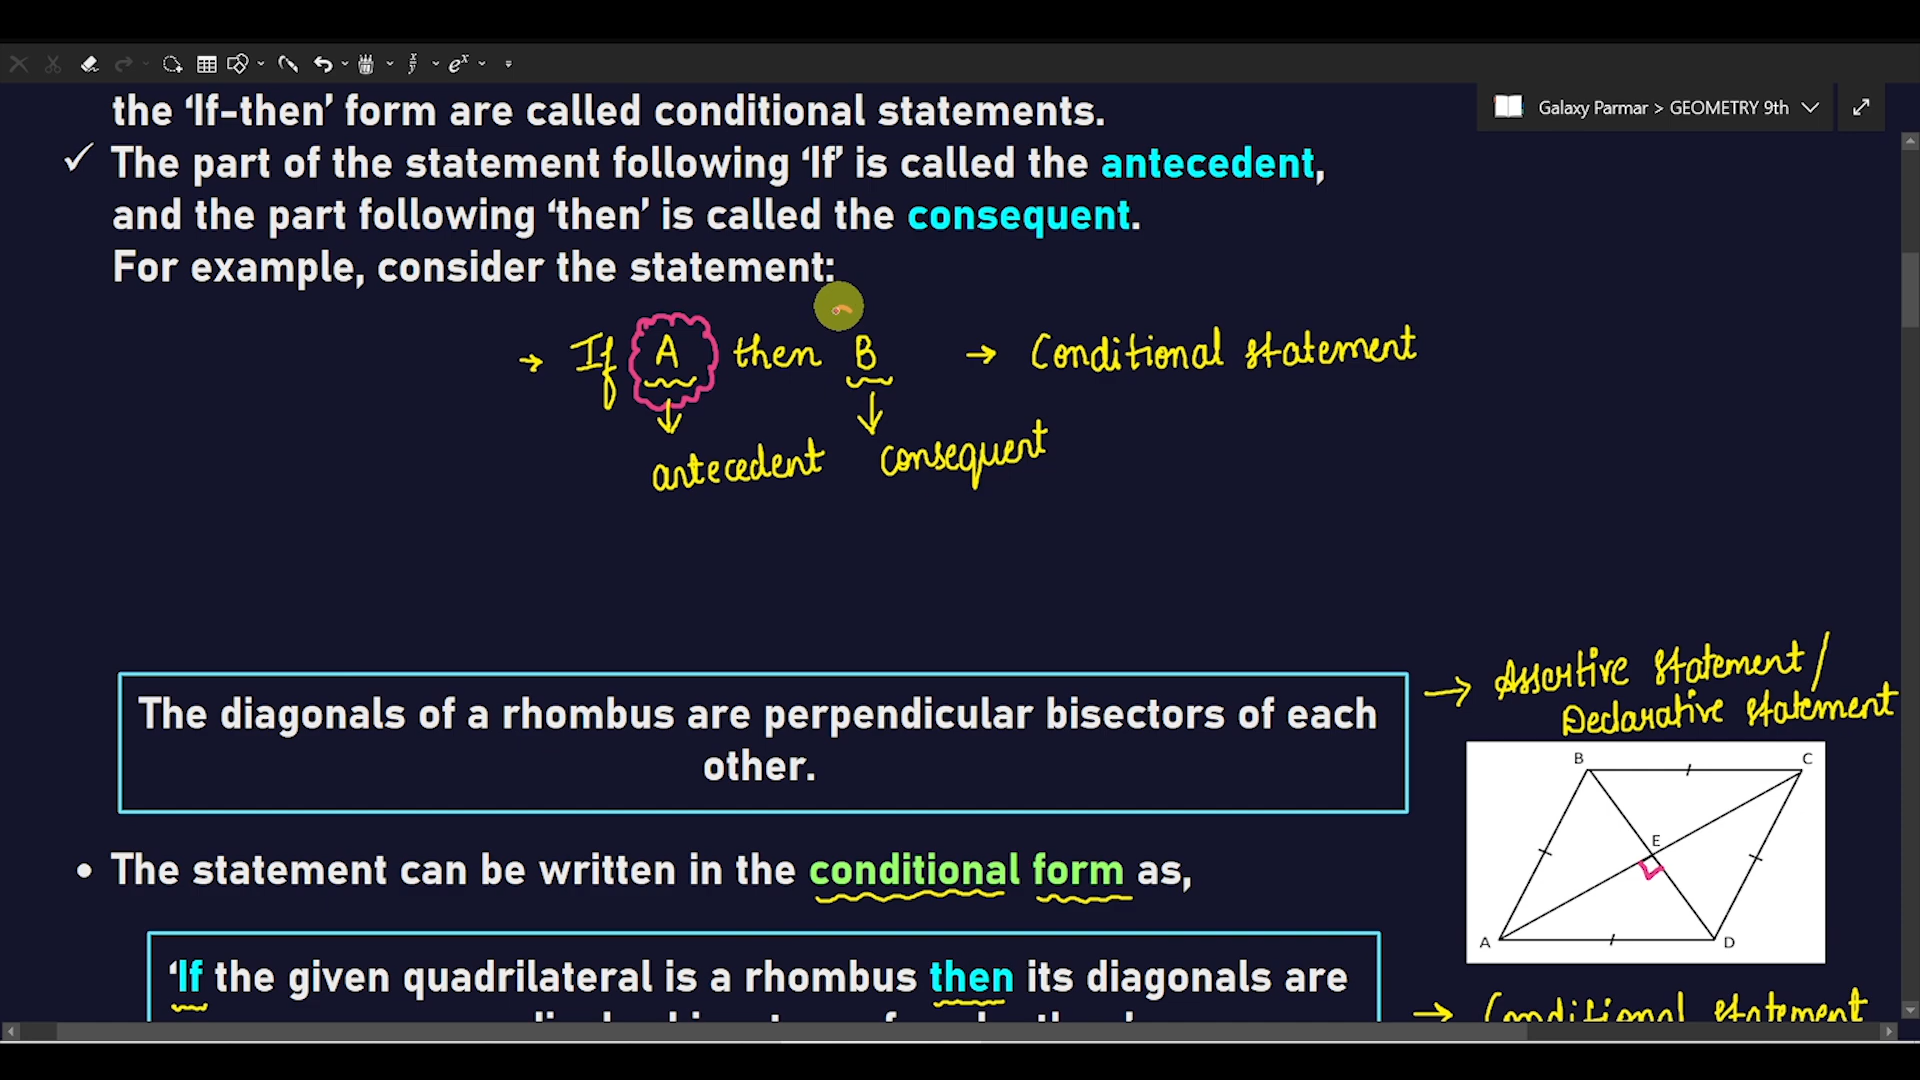 Galaxy Parmar > GEOMETRY 9th
the ‘If-then’ form are called conditional statements.
✓ The part of the statement following ‘If’ is called the antecedent,
and the part following ‘then’ is called the consequent.
For example, consider the statement:
→ If A then B → Conditional statement
antecedent consequent
The diagonals of a rhombus are perpendicular bisectors of each
other.
→ Assertive statement /
Declarative statement
B C
E
A D
• The statement can be written in the conditional form as,
‘If the given quadrilateral is a rhombus then its diagonals are
→ Conditional statement